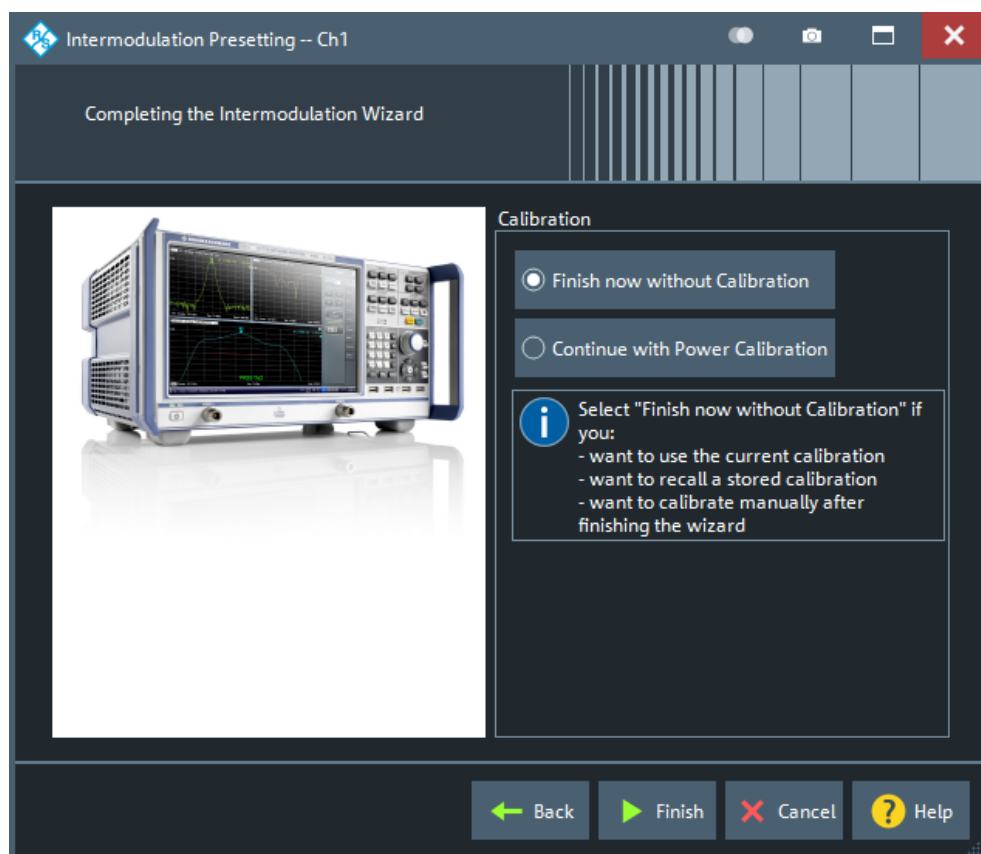 R&S
Intermodulation Presetting -- Ch1
Completing the Intermodulation Wizard
Calibration
Finish now without Calibration
Continue with Power Calibration
Select "Finish now without Calibration" if
you:
- want to use the current calibration
- want to recall a stored calibration
- want to calibrate manually after
finishing the wizard
Back
Finish
Cancel
? Help